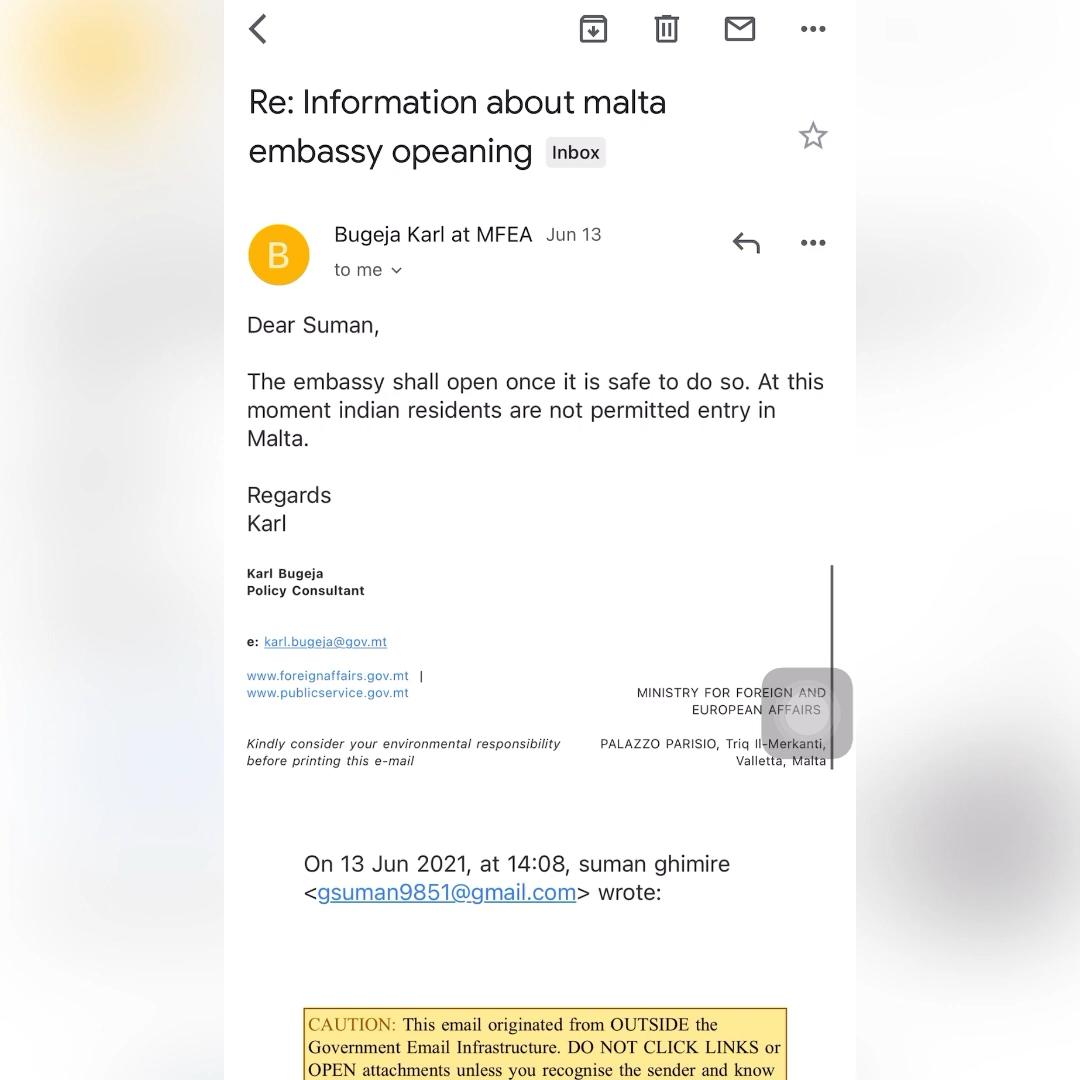 Re: Information about malta
embassy opeaning Inbox
B
Bugeja Karl at MFEA Jun 13
to me
Dear Suman,
The embassy shall open once it is safe to do so. At this
moment indian residents are not permitted entry in
Malta.
Regards
Karl
Karl Bugeja
Policy Consultant
e: karl.bugeja@gov.mt
www.foreignaffairs.gov.mt |
www.publicservice.gov.mt
MINISTRY FOR FOREIGN AND
EUROPEAN AFFAIRS
Kindly consider your environmental responsibility
before printing this e-mail
PALAZZO PARISIO, Triq Il-Merkanti,
Valletta, Malta
On 13 Jun 2021, at 14:08, suman ghimire
<gsuman9851@gmail.com> wrote:
CAUTION: This email originated from OUTSIDE the
Government Email Infrastructure. DO NOT CLICK LINKS or
OPEN attachments unless you recognise the sender and know